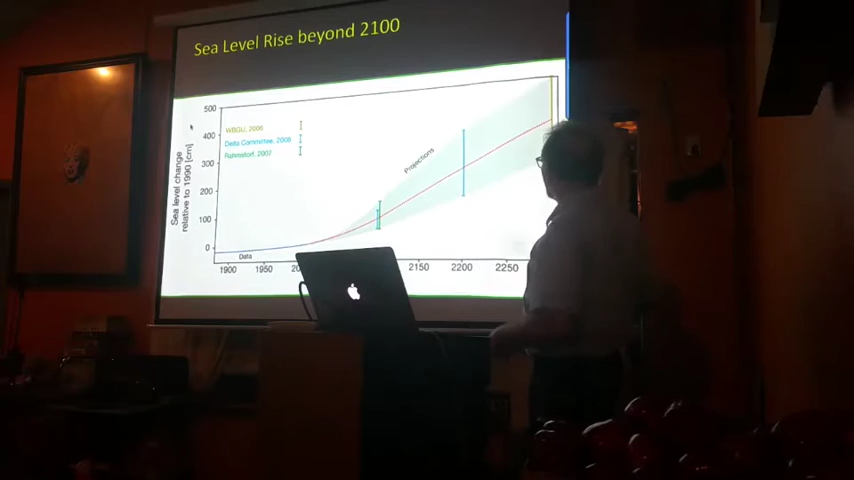 Sea Level Rise beyond 2100
500
400
300
200
100
0
Sea level change
relative to 1990 [cm]
WBGU, 2006
Delta Committee, 2008
Rahmstorf, 2007
Projections
Data
1900
1950
2150
2200
2250